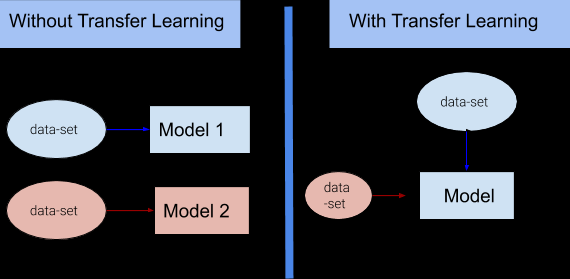 Without Transfer Learning
data-set
Model 1
data-set
Model 2
With Transfer Learning
data-set
data
-set
Model